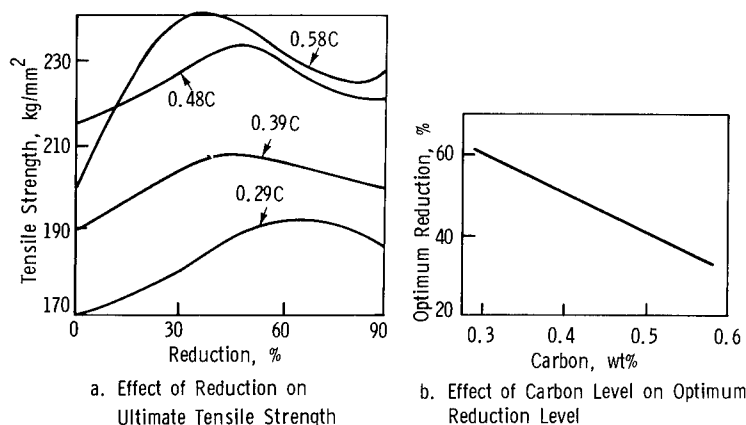 Tensile Strength, kg/mm²
230
210
190
170
0
30
60
90
Reduction, %
0.58C
0.48C
0.39C
0.29C
a. Effect of Reduction on
Ultimate Tensile Strength
Optimum Reduction, %
60
40
20
0.3
0.4
0.5
0.6
Carbon, wt%
b. Effect of Carbon Level on Optimum
Reduction Level